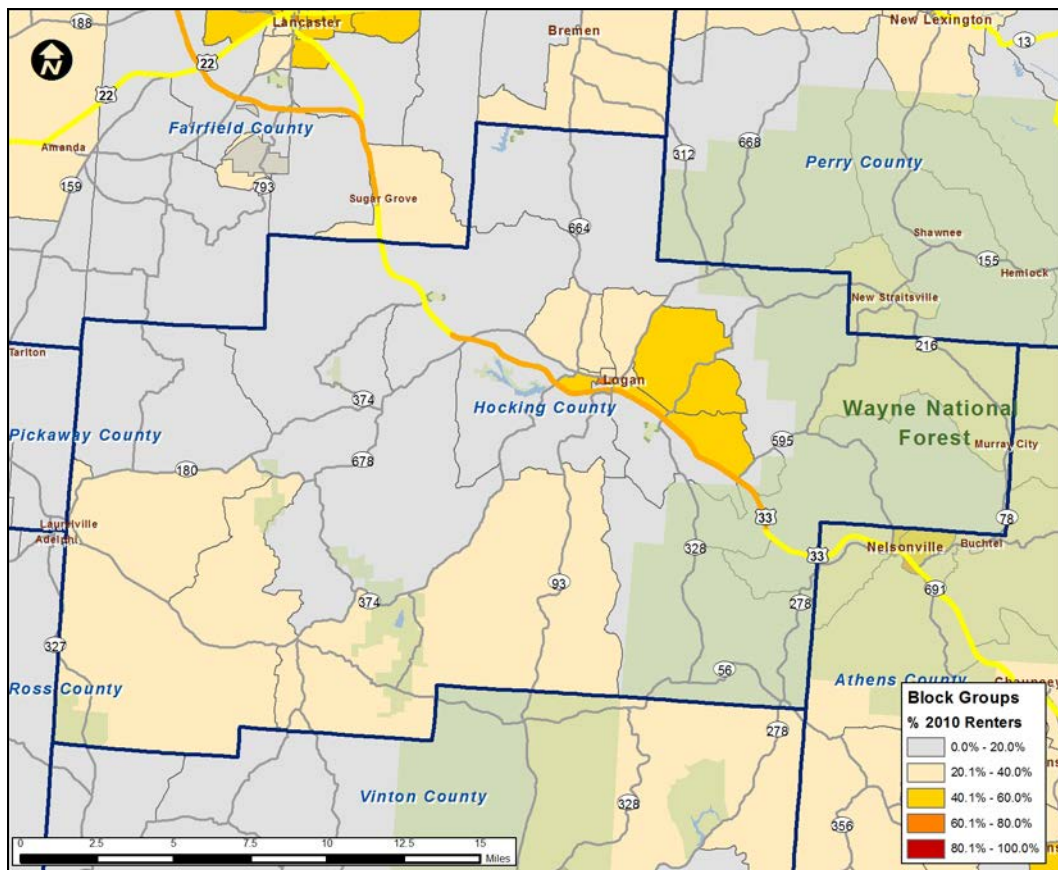 188
Lancaster
Bremen
New Lexington
13
N
22
22
Fairfield County
312
668
Perry County
Amanda
159
793
Sugar Grove
664
Shawnee
155
Hemlock
New Straitsville
216
Tarlton
374
Logan
Hocking County
Wayne National
Forest
Pickaway County
595
Murray City
180
678
33
78
Laurelville
Adelphi
328
33
Nelsonville
Buchtel
93
374
278
691
327
56
Ross County
Athens County
Chauncey
278
Vinton County
328
356
Block Groups
% 2010 Renters
0.0% - 20.0%
20.1% - 40.0%
40.1% - 60.0%
60.1% - 80.0%
80.1% - 100.0%
0 2.5 5 7.5 10 12.5 15
Miles